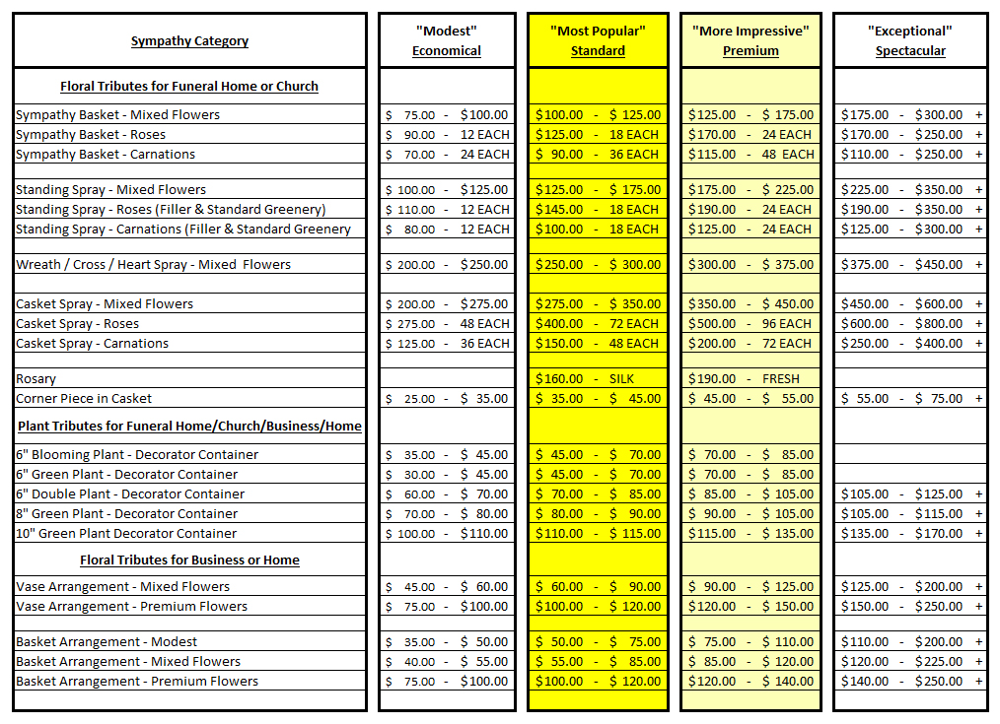 Sympathy Category "Modest" Economical "Most Popular" Standard "More Impressive" Premium "Exceptional" Spectacular
Floral Tributes for Funeral Home or Church
Sympathy Basket - Mixed Flowers $ 75.00 - $100.00 $100.00 - $ 125.00 $125.00 - $ 175.00 $175.00 - $300.00 +
Sympathy Basket - Roses $ 90.00 - 12 EACH $125.00 - 18 EACH $170.00 - 24 EACH $170.00 - $250.00 +
Sympathy Basket - Carnations $ 70.00 - 24 EACH $ 90.00 - 36 EACH $115.00 - 48 EACH $110.00 - $250.00 +
Standing Spray - Mixed Flowers $ 100.00 - $125.00 $125.00 - $ 175.00 $175.00 - $ 225.00 $225.00 - $350.00 +
Standing Spray - Roses (Filler & Standard Greenery) $ 110.00 - 12 EACH $145.00 - 18 EACH $190.00 - 24 EACH $190.00 - $350.00 +
Standing Spray - Carnations (Filler & Standard Greenery $ 80.00 - 12 EACH $100.00 - 18 EACH $125.00 - 24 EACH $125.00 - $300.00 +
Wreath / Cross / Heart Spray - Mixed Flowers $ 200.00 - $250.00 $250.00 - $ 300.00 $300.00 - $ 375.00 $375.00 - $450.00 +
Casket Spray - Mixed Flowers $ 200.00 - $275.00 $275.00 - $ 350.00 $350.00 - $ 450.00 $450.00 - $600.00 +
Casket Spray - Roses $ 275.00 - 48 EACH $400.00 - 72 EACH $500.00 - 96 EACH $600.00 - $800.00 +
Casket Spray - Carnations $ 125.00 - 36 EACH $150.00 - 48 EACH $200.00 - 72 EACH $250.00 - $400.00 +
Rosary $160.00 - SILK $190.00 - FRESH
Corner Piece in Casket $ 25.00 - $ 35.00 $ 35.00 - $ 45.00 $ 45.00 - $ 55.00 $ 55.00 - $ 75.00 +
Plant Tributes for Funeral Home/Church/Business/Home
6" Blooming Plant - Decorator Container $ 35.00 - $ 45.00 $ 45.00 - $ 70.00 $ 70.00 - $ 85.00
6" Green Plant - Decorator Container $ 30.00 - $ 45.00 $ 45.00 - $ 70.00 $ 70.00 - $ 85.00
6" Double Plant - Decorator Container $ 60.00 - $ 70.00 $ 70.00 - $ 85.00 $ 85.00 - $ 105.00 $105.00 - $125.00 +
8" Green Plant - Decorator Container $ 70.00 - $ 80.00 $ 80.00 - $ 90.00 $ 90.00 - $ 105.00 $105.00 - $115.00 +
10" Green Plant Decorator Container $ 100.00 - $110.00 $110.00 - $ 115.00 $115.00 - $ 135.00 $135.00 - $170.00 +
Floral Tributes for Business or Home
Vase Arrangement - Mixed Flowers $ 45.00 - $ 60.00 $ 60.00 - $ 90.00 $ 90.00 - $ 125.00 $125.00 - $200.00 +
Vase Arrangement - Premium Flowers $ 75.00 - $100.00 $100.00 - $ 120.00 $120.00 - $ 150.00 $150.00 - $250.00 +
Basket Arrangement - Modest $ 35.00 - $ 50.00 $ 50.00 - $ 75.00 $ 75.00 - $ 110.00 $110.00 - $200.00 +
Basket Arrangement - Mixed Flowers $ 40.00 - $ 55.00 $ 55.00 - $ 85.00 $ 85.00 - $ 120.00 $120.00 - $225.00 +
Basket Arrangement - Premium Flowers $ 75.00 - $100.00 $100.00 - $ 120.00 $120.00 - $ 140.00 $140.00 - $250.00 +